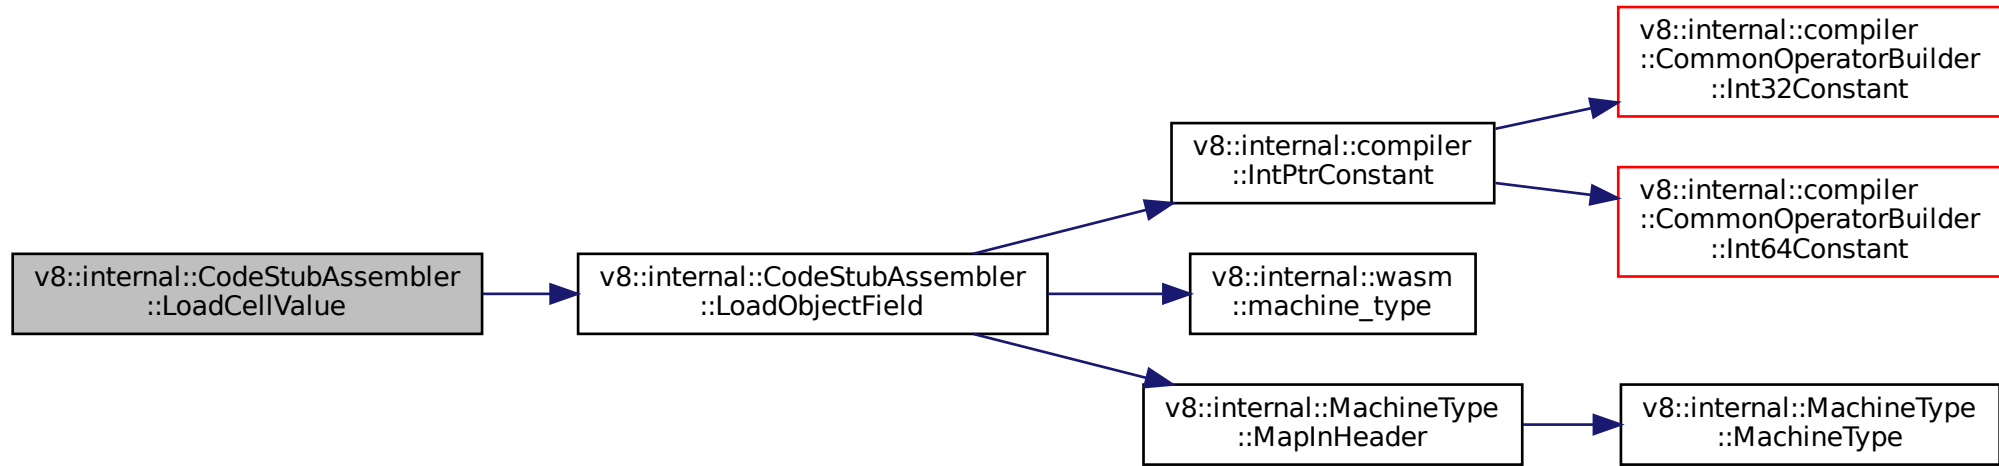 v8::internal::CodeStubAssembler
::LoadCellValue
v8::internal::CodeStubAssembler
::LoadObjectField
v8::internal::compiler
::IntPtrConstant
v8::internal::compiler
::CommonOperatorBuilder
::Int32Constant
v8::internal::compiler
::CommonOperatorBuilder
::Int64Constant
v8::internal::wasm
::machine_type
v8::internal::MachineType
::MapInHeader
v8::internal::MachineType
::MachineType